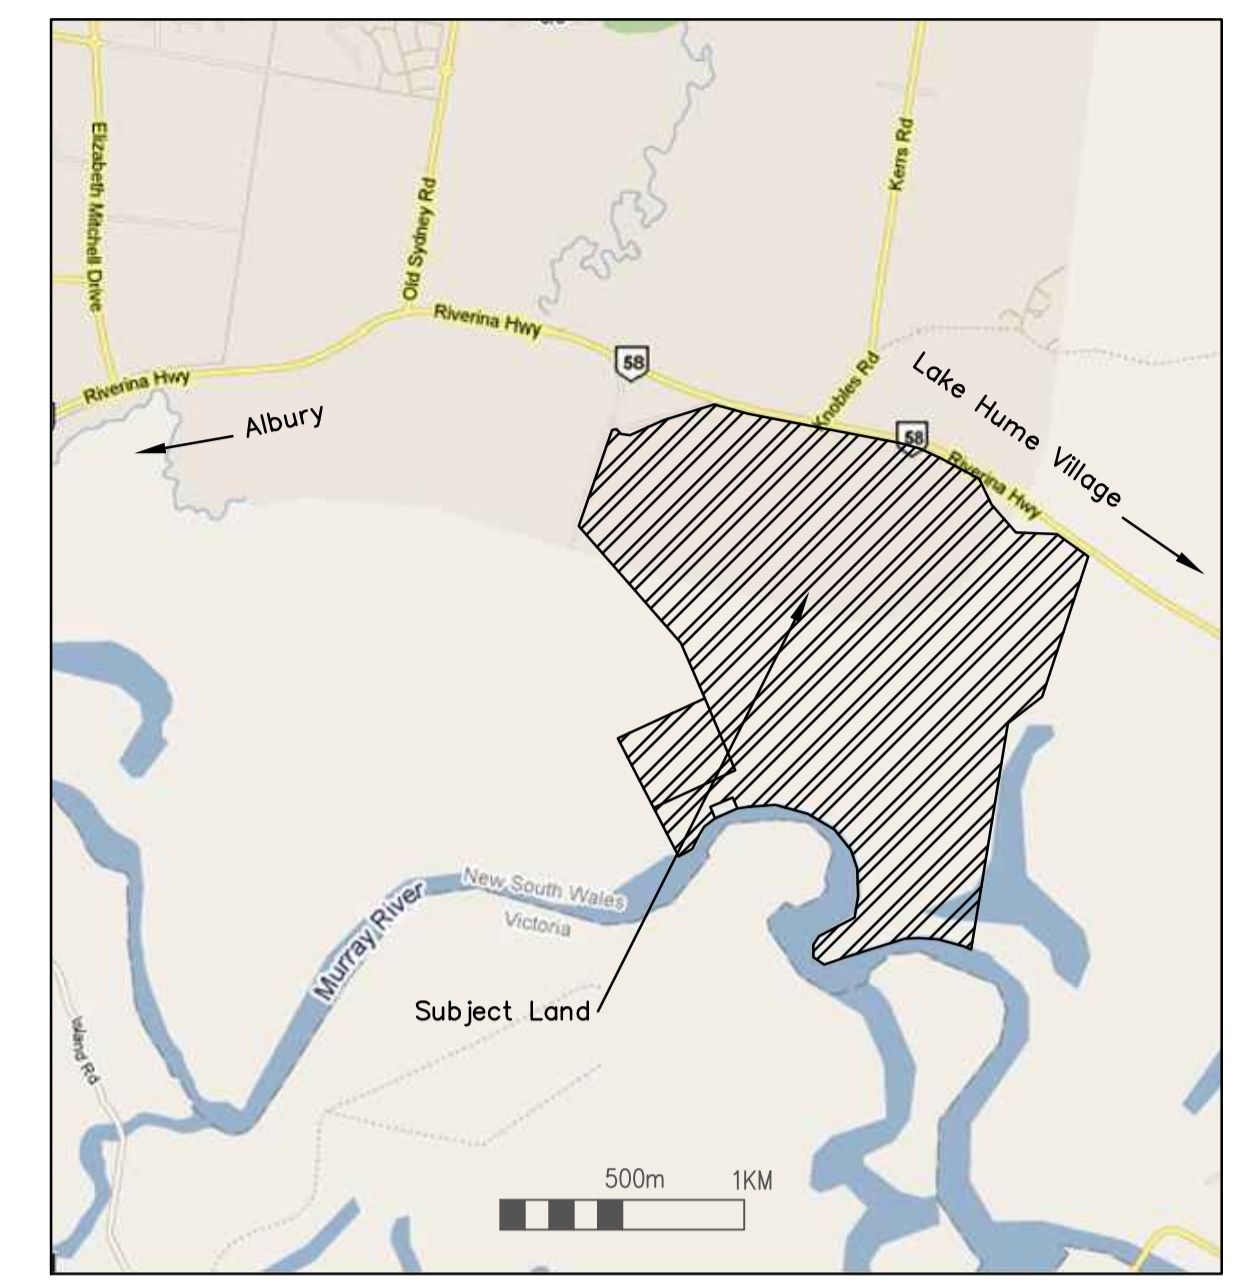 Elizabeth Mitchell Drive
Old Sydney Rd
Kerrs Rd
Riverina Hwy
58
Knobles Rd
Lake Hume Village
Riverina Hwy
Albury
58
Riverina Hwy
New South Wales
Victoria
Murray River
Subject Land
Island Rd
500m
1KM